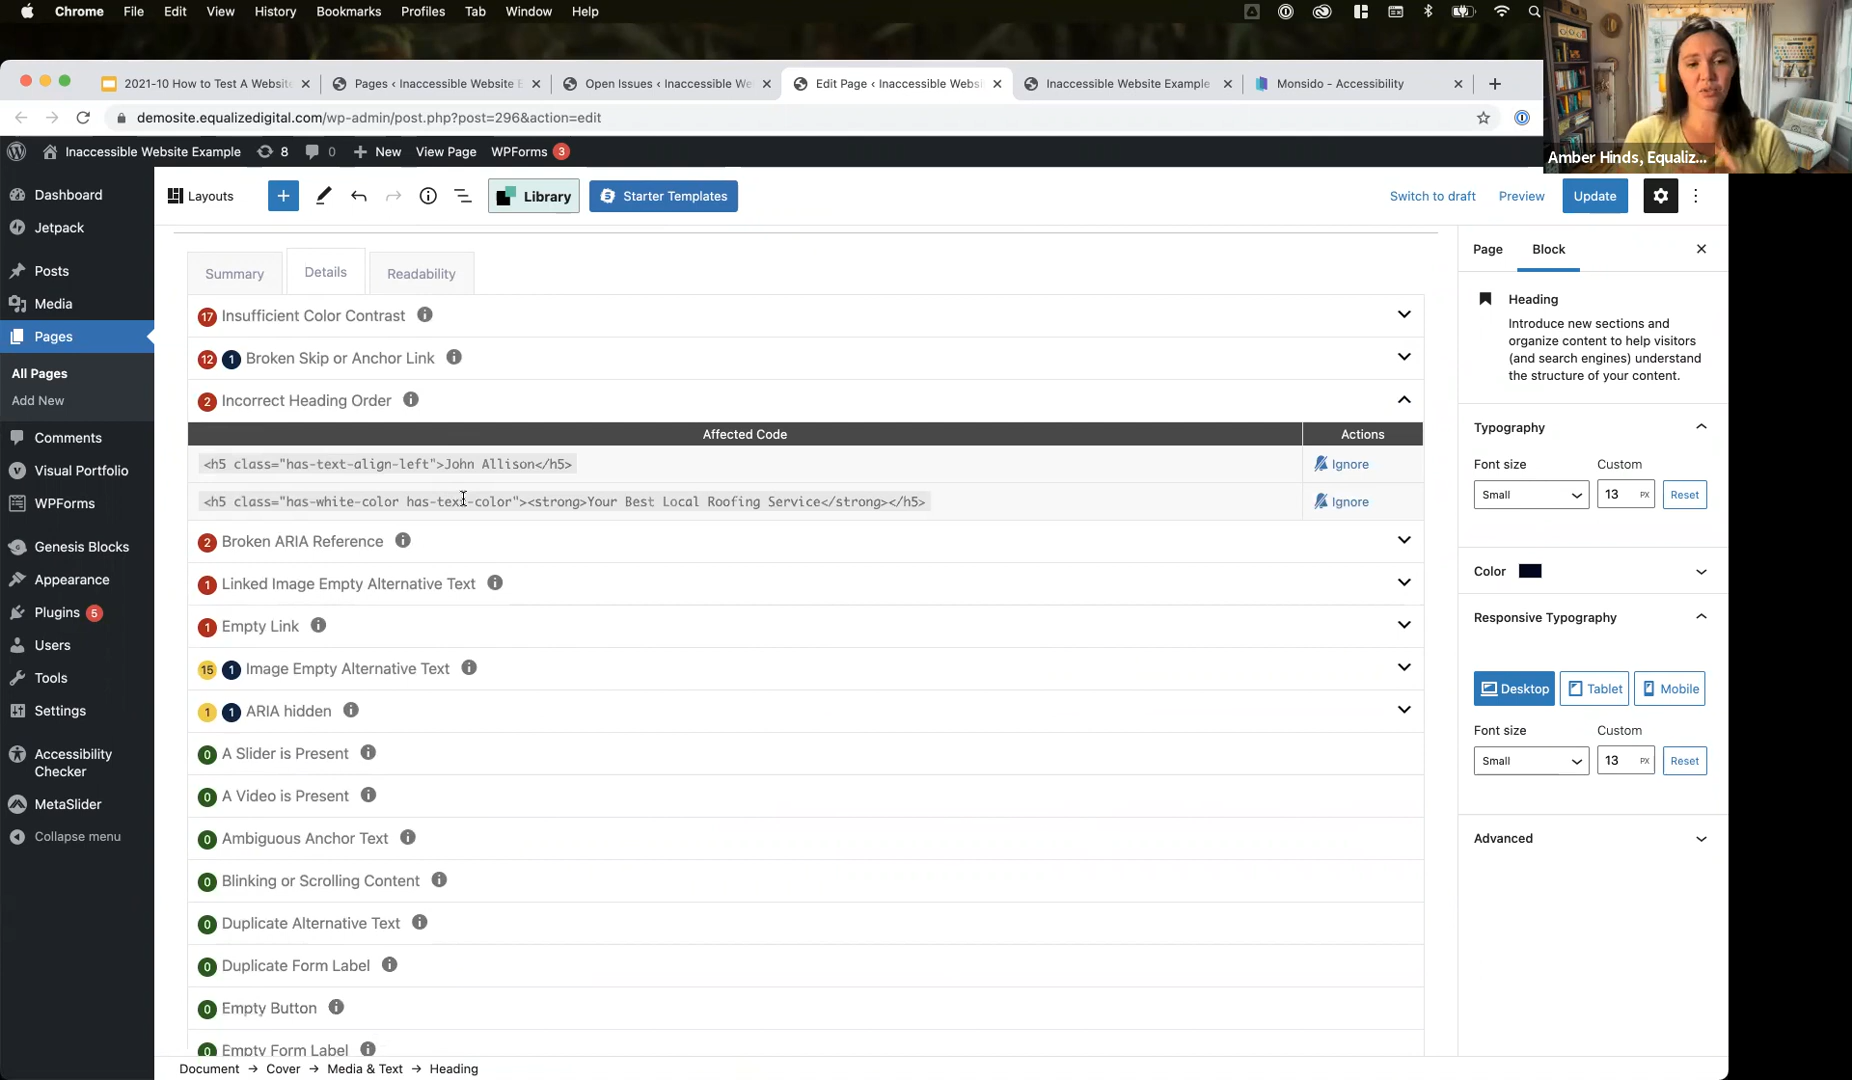 Chrome File Edit View History Bookmarks Profiles Tab Window Help
2021-10 How to Test A Website
Pages < Inaccessible Website E
Open Issues < Inaccessible We
Edit Page < Inaccessible Websi
Inaccessible Website Example
Monsido - Accessibility
demosite.equalizedigital.com/wp-admin/post.php?post=296&action=edit
Amber Hinds, Equaliz...
Inaccessible Website Example 8 0 New View Page WPForms 3
Dashboard
Jetpack
Posts
Media
Pages
All Pages
Add New
Comments
Visual Portfolio
WPForms
Genesis Blocks
Appearance
Plugins 5
Users
Tools
Settings
Accessibility
Checker
MetaSlider
Collapse menu
Layouts Library Starter Templates Switch to draft Preview Update
Summary Details Readability
17 Insufficient Color Contrast
12 1 Broken Skip or Anchor Link
2 Incorrect Heading Order
Affected Code Actions
<h5 class="has-text-align-left">John Allison</h5> Ignore
<h5 class="has-white-color has-text-color"><strong>Your Best Local Roofing Service</strong></h5> Ignore
2 Broken ARIA Reference
1 Linked Image Empty Alternative Text
1 Empty Link
15 1 Image Empty Alternative Text
1 1 ARIA hidden
0 A Slider is Present
0 A Video is Present
0 Ambiguous Anchor Text
0 Blinking or Scrolling Content
0 Duplicate Alternative Text
0 Duplicate Form Label
0 Empty Button
0 Empty Form Label
Document → Cover → Media & Text → Heading
Page Block
Heading
Introduce new sections and
organize content to help visitors
(and search engines) understand
the structure of your content.
Typography
Font size Custom
Small 13 PX Reset
Color
Responsive Typography
Desktop Tablet Mobile
Font size Custom
Small 13 PX Reset
Advanced